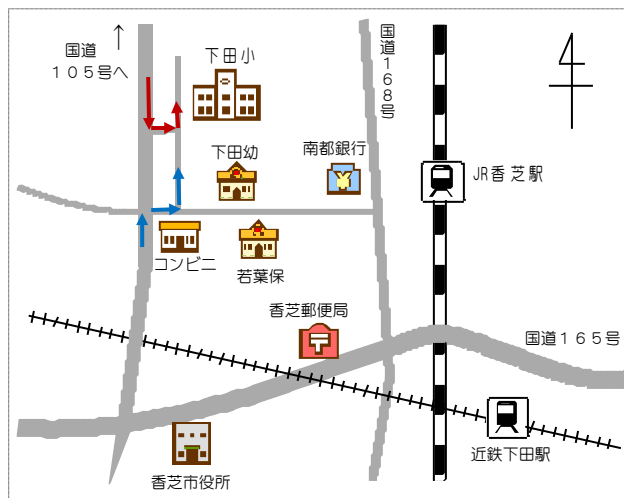 国道
１０５号へ
下田小
国道１６８号
下田幼
南都銀行
JR香芝駅
コンビニ
若葉保
香芝郵便局
国道１６５号
近鉄下田駅
香芝市役所